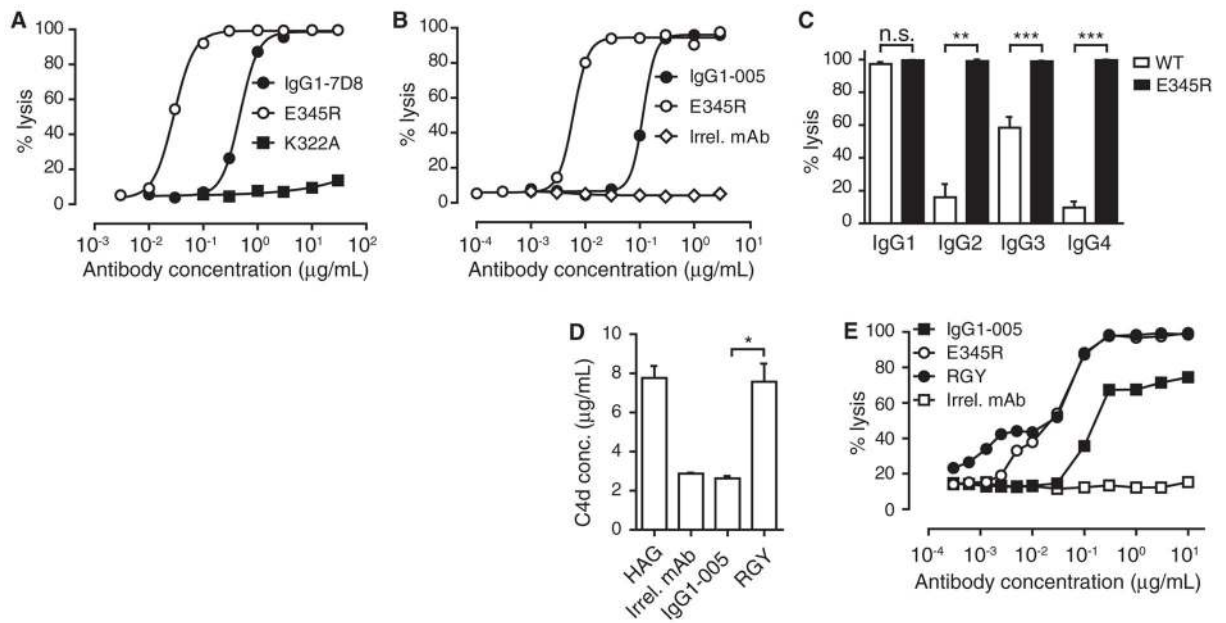 A
100
80
60
40
20
0
% lysis
IgG1-7D8
E345R
K322A
10-3 10-2 10-1 100 101 102
Antibody concentration (μg/mL)
B
100
80
60
40
20
0
% lysis
IgG1-005
E345R
Irrel. mAb
10-4 10-3 10-2 10-1 100 101
Antibody concentration (μg/mL)
C
n.s. ** *** ***
WT
E345R
100
80
60
40
20
0
% lysis
IgG1 IgG2 IgG3 IgG4
D
10
8
6
4
2
0
C4d conc. (μg/mL)
*
HAG Irrel. mAb IgG1-005 RGY
E
IgG1-005
E345R
RGY
Irrel. mAb
100
80
60
40
20
0
% lysis
10-4 10-3 10-2 10-1 100 101
Antibody concentration (μg/mL)